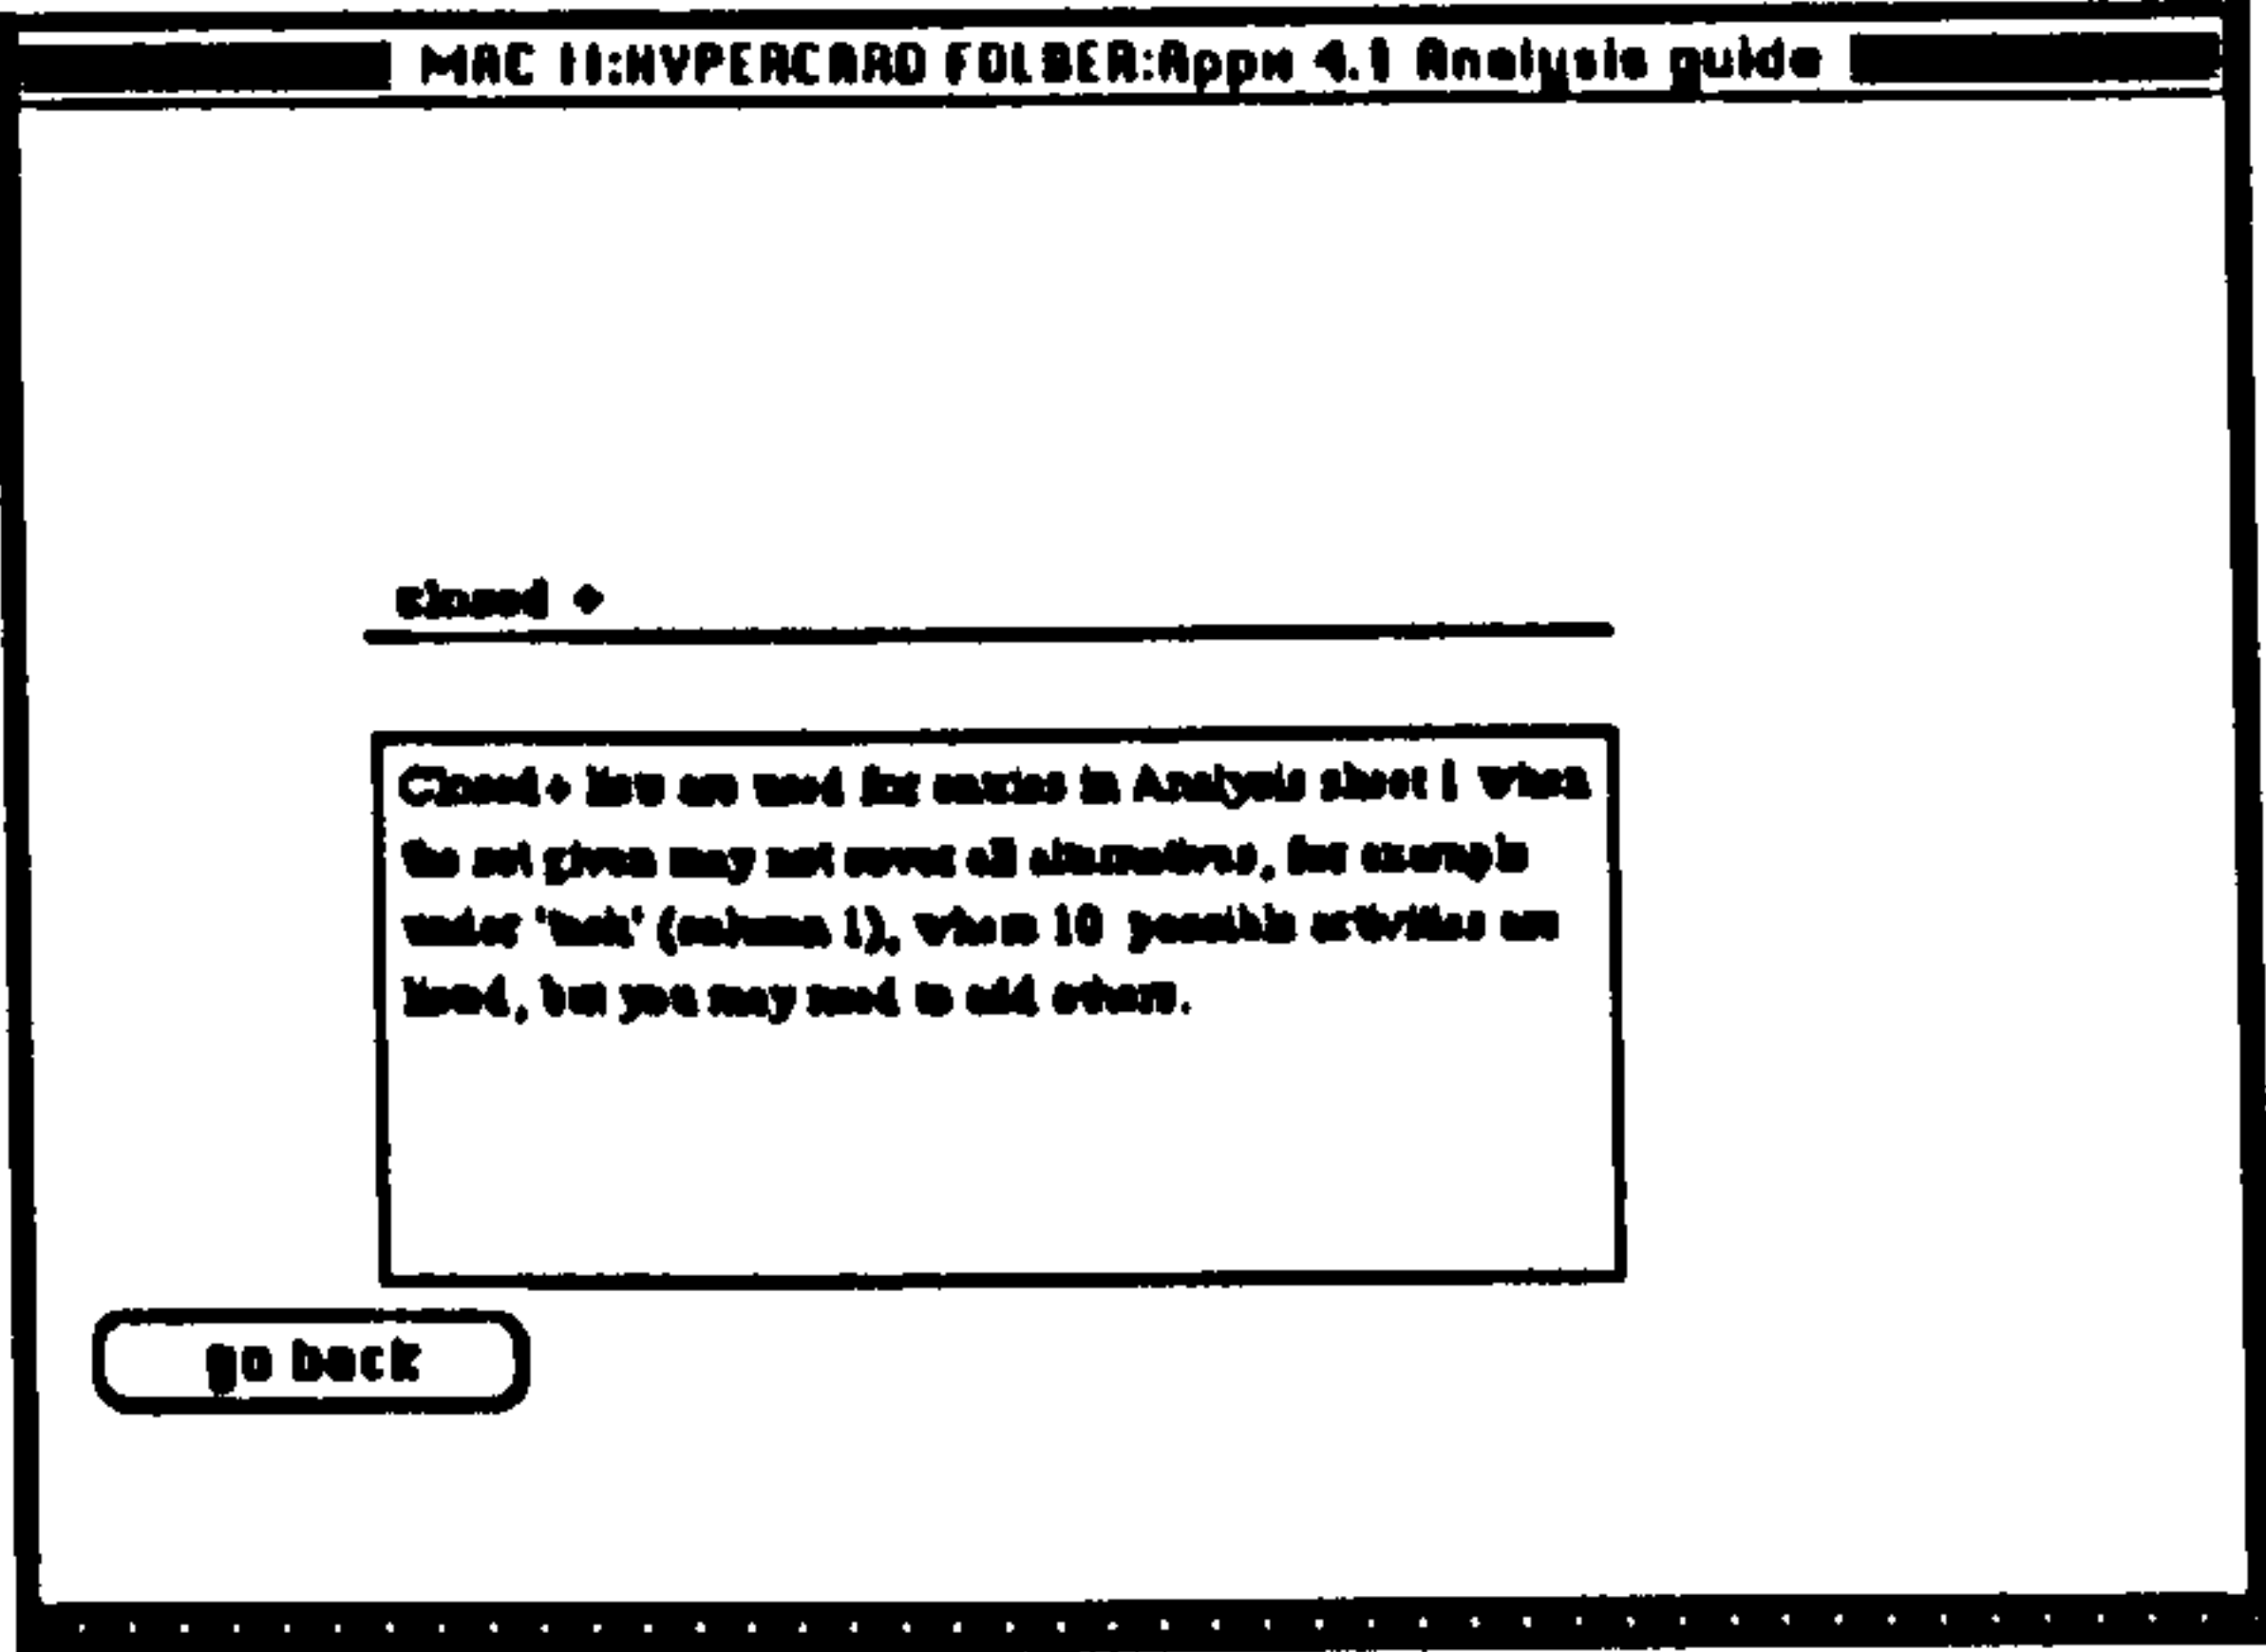 MAC II:HYPERCARD FOLDER:Appx 4.1 Analysis guide
closed +
Closed + lists are used for entries in Analysis sheet 1 when
the set given may not cover all alternatives, for example
under 'task' (column 1), where 10 possible activities are
listed, but you may need to add others.
go back